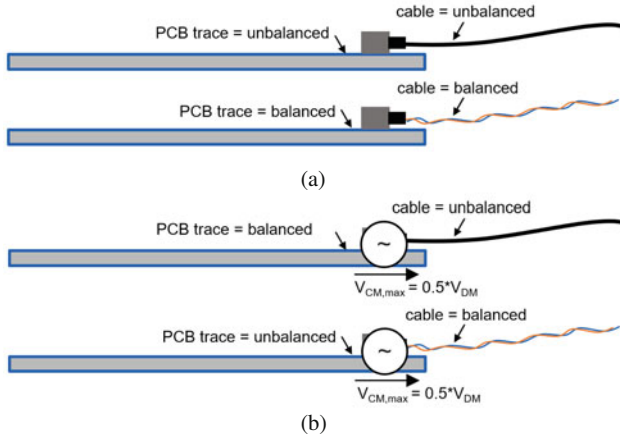 cable = unbalanced
PCB trace = unbalanced
cable = balanced
PCB trace = balanced
(a)
cable = unbalanced
PCB trace = balanced
~
V_CM,max = 0.5*V_DM
cable = balanced
PCB trace = unbalanced
~
V_CM,max = 0.5*V_DM
(b)